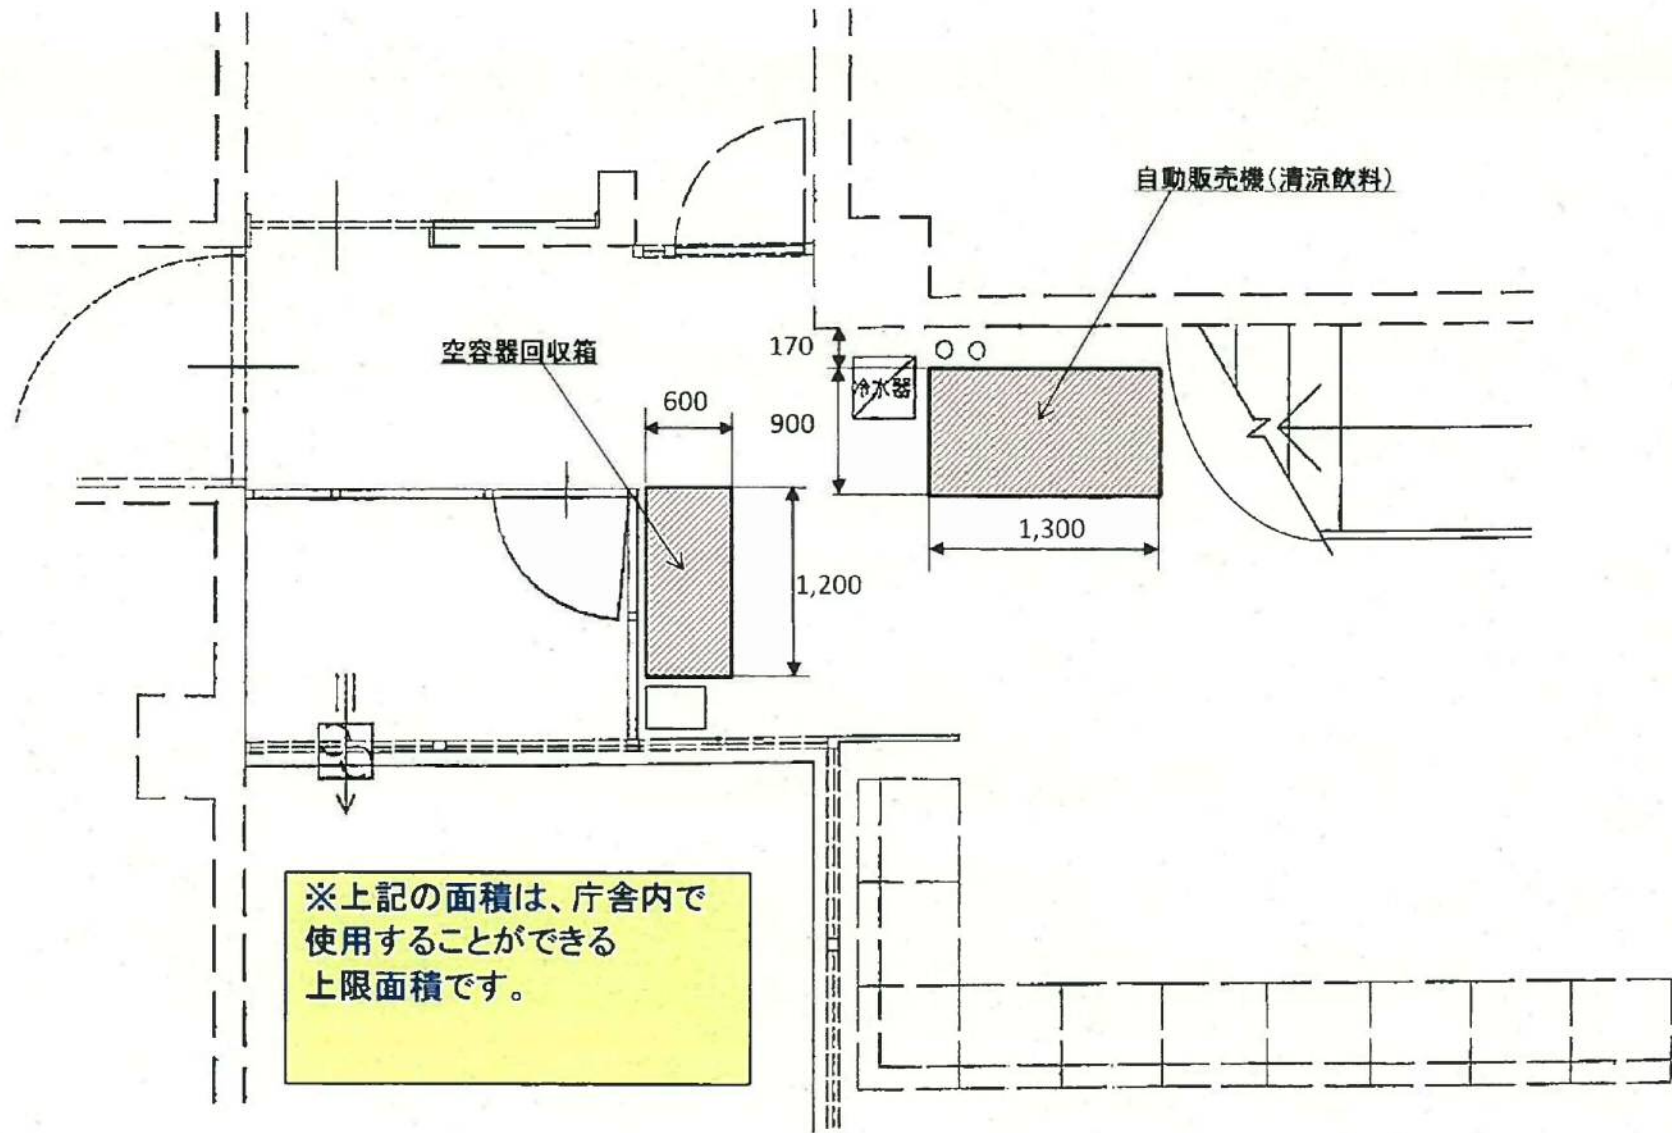 自動販売機(清涼飲料)
空容器回収箱
170
冷水器
600
900
1,300
1,200
※上記の面積は、庁舎内で
使用することができる
上限面積です。